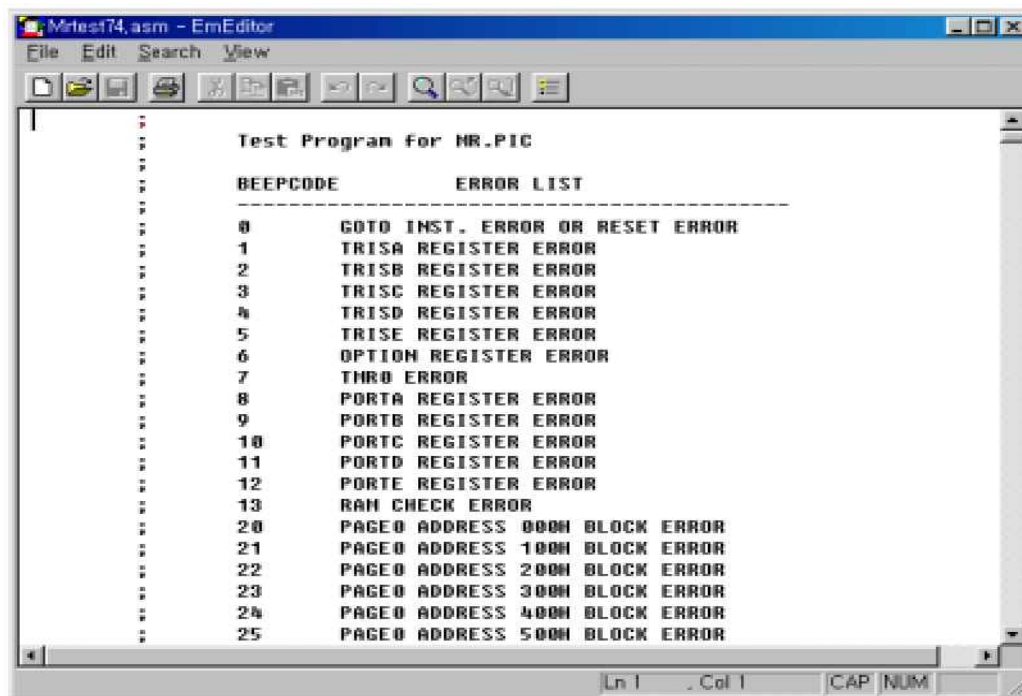 Mrtest74.asm - EmEditor
File Edit Search View
;
; Test Program for MR.PIC
;
; BEEPCODE ERROR LIST
; -------------------------------------------
; 0 GOTO INST. ERROR OR RESET ERROR
; 1 TRISA REGISTER ERROR
; 2 TRISB REGISTER ERROR
; 3 TRISC REGISTER ERROR
; 4 TRISD REGISTER ERROR
; 5 TRISE REGISTER ERROR
; 6 OPTION REGISTER ERROR
; 7 TMR0 ERROR
; 8 PORTA REGISTER ERROR
; 9 PORTB REGISTER ERROR
; 10 PORTC REGISTER ERROR
; 11 PORTD REGISTER ERROR
; 12 PORTE REGISTER ERROR
; 13 RAM CHECK ERROR
; 20 PAGE0 ADDRESS 000H BLOCK ERROR
; 21 PAGE0 ADDRESS 100H BLOCK ERROR
; 22 PAGE0 ADDRESS 200H BLOCK ERROR
; 23 PAGE0 ADDRESS 300H BLOCK ERROR
; 24 PAGE0 ADDRESS 400H BLOCK ERROR
; 25 PAGE0 ADDRESS 500H BLOCK ERROR
Ln 1 , Col 1 CAP NUM